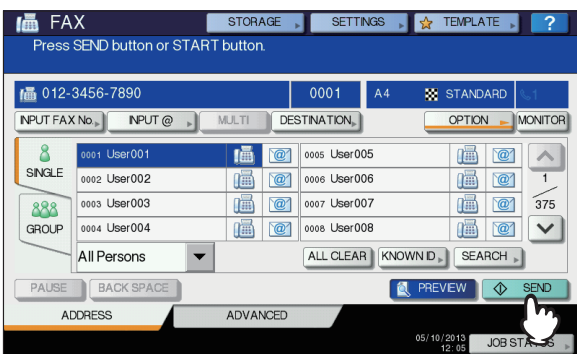 FAX STORAGE SETTINGS TEMPLATE ?
Press SEND button or START button.
012-3456-7890 0001 A4 STANDARD 1
INPUT FAX No. INPUT @ MULTI DESTINATION OPTION MONITOR
SINGLE
GROUP
0001 User001 @ 0005 User005 @
0002 User002 @ 0006 User006 @
0003 User003 @ 0007 User007 @
0004 User004 @ 0008 User008 @
1
375
All Persons ALL CLEAR KNOWN ID SEARCH
PAUSE BACK SPACE PREVIEW SEND
ADDRESS ADVANCED
05/10/2013
12:05
JOB STATUS